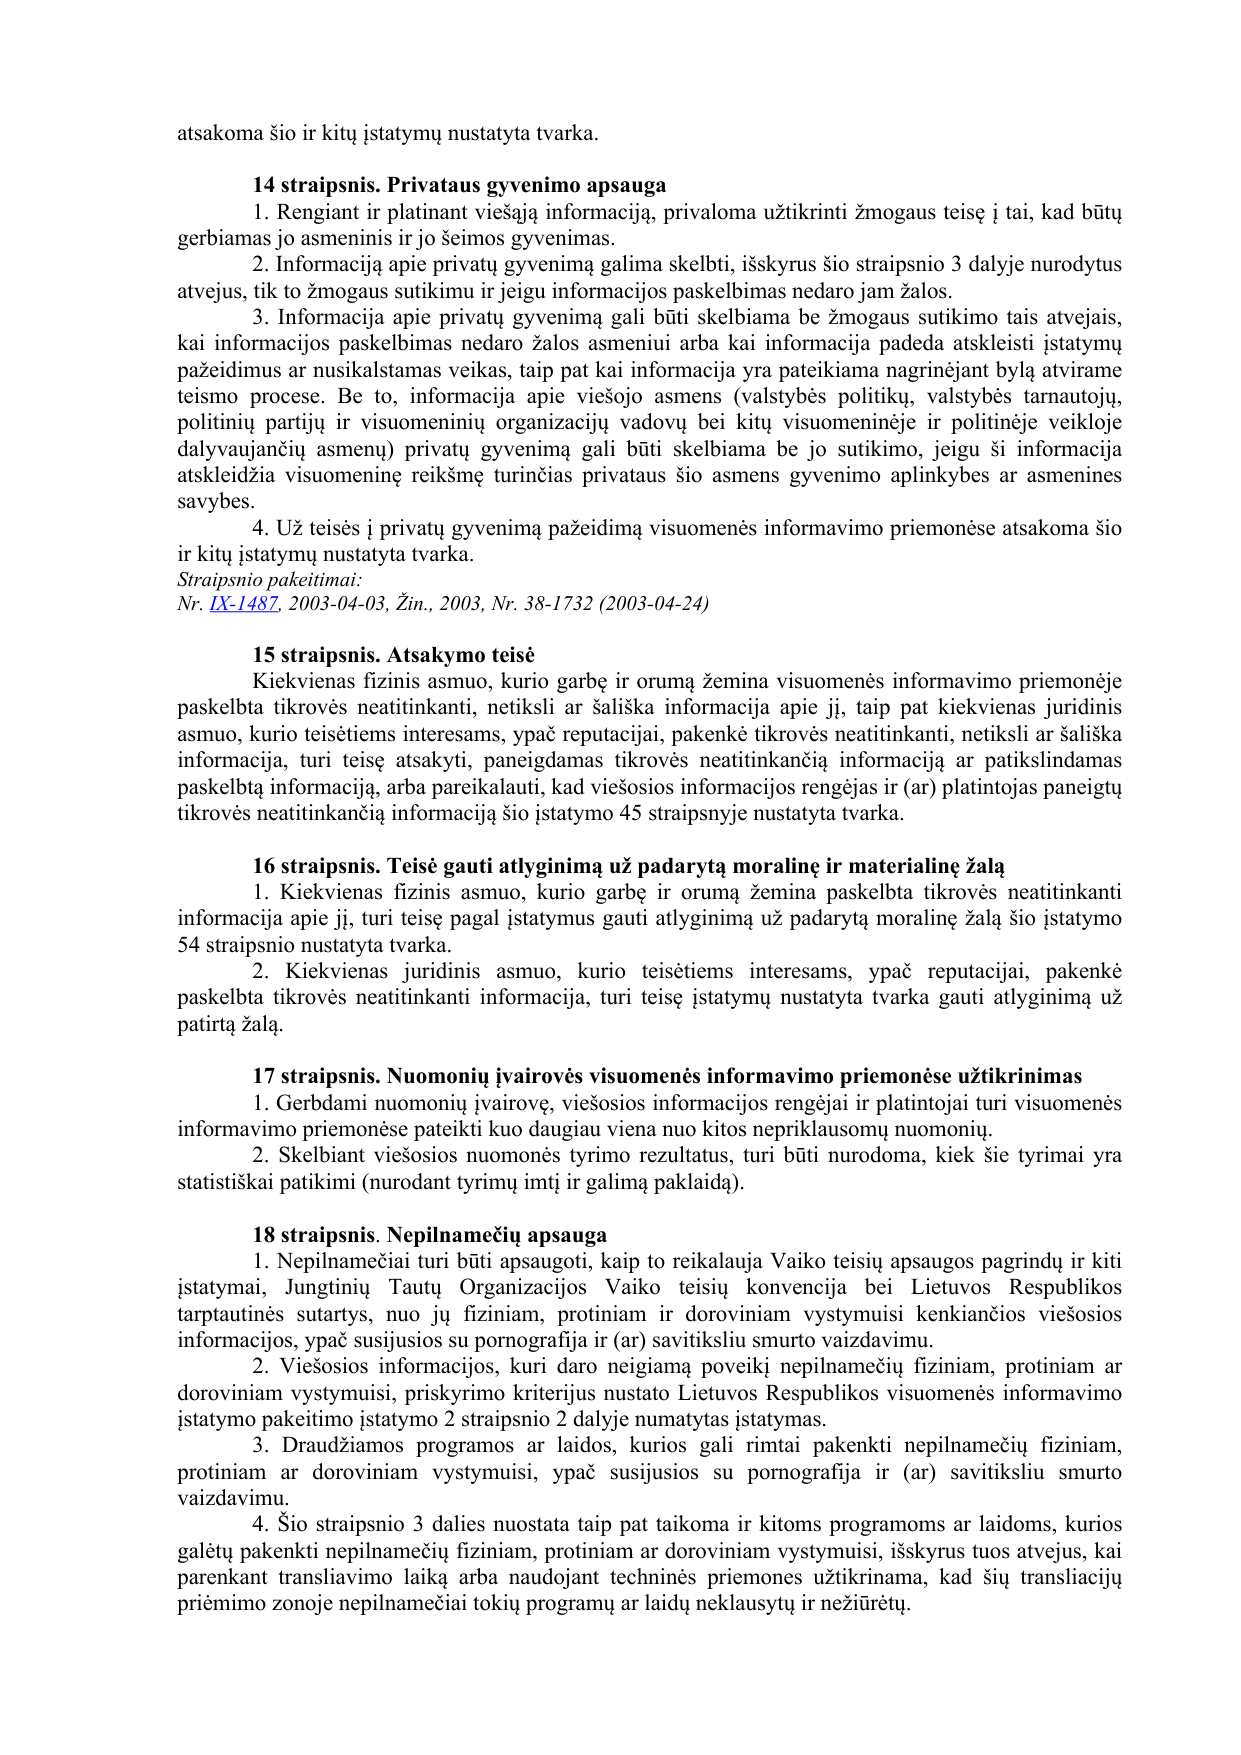 atsakoma šio ir kitų įstatymų nustatyta tvarka.
14 straipsnis. Privataus gyvenimo apsauga
1. Rengiant ir platinant viešąją informaciją, privaloma užtikrinti žmogaus teisę į tai, kad būtų
gerbiamas jo asmeninis ir jo šeimos gyvenimas.
2. Informaciją apie privatų gyvenimą galima skelbti, išskyrus šio straipsnio 3 dalyje nurodytus
atvejus, tik to žmogaus sutikimu ir jeigu informacijos paskelbimas nedaro jam žalos.
3. Informacija apie privatų gyvenimą gali būti skelbiama be žmogaus sutikimo tais atvejais,
kai informacijos paskelbimas nedaro žalos asmeniui arba kai informacija padeda atskleisti įstatymų
pažeidimus ar nusikalstamas veikas, taip pat kai informacija yra pateikiama nagrinėjant bylą atvirame
teismo procese. Be to, informacija apie viešojo asmens (valstybės politikų, valstybės tarnautojų,
politinių partijų ir visuomeninių organizacijų vadovų bei kitų visuomeninėje ir politinėje veikloje
dalyvaujančių asmenų) privatų gyvenimą gali būti skelbiama be jo sutikimo, jeigu ši informacija
atskleidžia visuomeninę reikšmę turinčias privataus šio asmens gyvenimo aplinkybes ar asmenines
savybes.
4. Už teisės į privatų gyvenimą pažeidimą visuomenės informavimo priemonėse atsakoma šio
ir kitų įstatymų nustatyta tvarka.
Straipsnio pakeitimai:
Nr. IX-1487, 2003-04-03, Žin., 2003, Nr. 38-1732 (2003-04-24)
15 straipsnis. Atsakymo teisė
Kiekvienas fizinis asmuo, kurio garbę ir orumą žemina visuomenės informavimo priemonėje
paskelbta tikrovės neatitinkanti, netiksli ar šališka informacija apie jį, taip pat kiekvienas juridinis
asmuo, kurio teisėtiems interesams, ypač reputacijai, pakenkė tikrovės neatitinkanti, netiksli ar šališka
informacija, turi teisę atsakyti, paneigdamas tikrovės neatitinkančią informaciją ar patikslindamas
paskelbtą informaciją, arba pareikalauti, kad viešosios informacijos rengėjas ir (ar) platintojas paneigtų
tikrovės neatitinkančią informaciją šio įstatymo 45 straipsnyje nustatyta tvarka.
16 straipsnis. Teisė gauti atlyginimą už padarytą moralinę ir materialinę žalą
1. Kiekvienas fizinis asmuo, kurio garbę ir orumą žemina paskelbta tikrovės neatitinkanti
informacija apie jį, turi teisę pagal įstatymus gauti atlyginimą už padarytą moralinę žalą šio įstatymo
54 straipsnio nustatyta tvarka.
2. Kiekvienas juridinis asmuo, kurio teisėtiems interesams, ypač reputacijai, pakenkė
paskelbta tikrovės neatitinkanti informacija, turi teisę įstatymų nustatyta tvarka gauti atlyginimą už
patirtą žalą.
17 straipsnis. Nuomonių įvairovės visuomenės informavimo priemonėse užtikrinimas
1. Gerbdami nuomonių įvairovę, viešosios informacijos rengėjai ir platintojai turi visuomenės
informavimo priemonėse pateikti kuo daugiau viena nuo kitos nepriklausomų nuomonių.
2. Skelbiant viešosios nuomonės tyrimo rezultatus, turi būti nurodoma, kiek šie tyrimai yra
statistiškai patikimi (nurodant tyrimų imtį ir galimą paklaidą).
18 straipsnis. Nepilnamečių apsauga
1. Nepilnamečiai turi būti apsaugoti, kaip to reikalauja Vaiko teisių apsaugos pagrindų ir kiti
įstatymai, Jungtinių Tautų Organizacijos Vaiko teisių konvencija bei Lietuvos Respublikos
tarptautinės sutartys, nuo jų fiziniam, protiniam ir doroviniam vystymuisi kenkiančios viešosios
informacijos, ypač susijusios su pornografija ir (ar) savitiksliu smurto vaizdavimu.
2. Viešosios informacijos, kuri daro neigiamą poveikį nepilnamečių fiziniam, protiniam ar
doroviniam vystymuisi, priskyrimo kriterijus nustato Lietuvos Respublikos visuomenės informavimo
įstatymo pakeitimo įstatymo 2 straipsnio 2 dalyje numatytas įstatymas.
3. Draudžiamos programos ar laidos, kurios gali rimtai pakenkti nepilnamečių fiziniam,
protiniam ar doroviniam vystymuisi, ypač susijusios su pornografija ir (ar) savitiksliu smurto
vaizdavimu.
4. Šio straipsnio 3 dalies nuostata taip pat taikoma ir kitoms programoms ar laidoms, kurios
galėtų pakenkti nepilnamečių fiziniam, protiniam ar doroviniam vystymuisi, išskyrus tuos atvejus, kai
parenkant transliavimo laiką arba naudojant techninės priemones užtikrinama, kad šių transliacijų
priėmimo zonoje nepilnamečiai tokių programų ar laidų neklausytų ir nežiūrėtų.